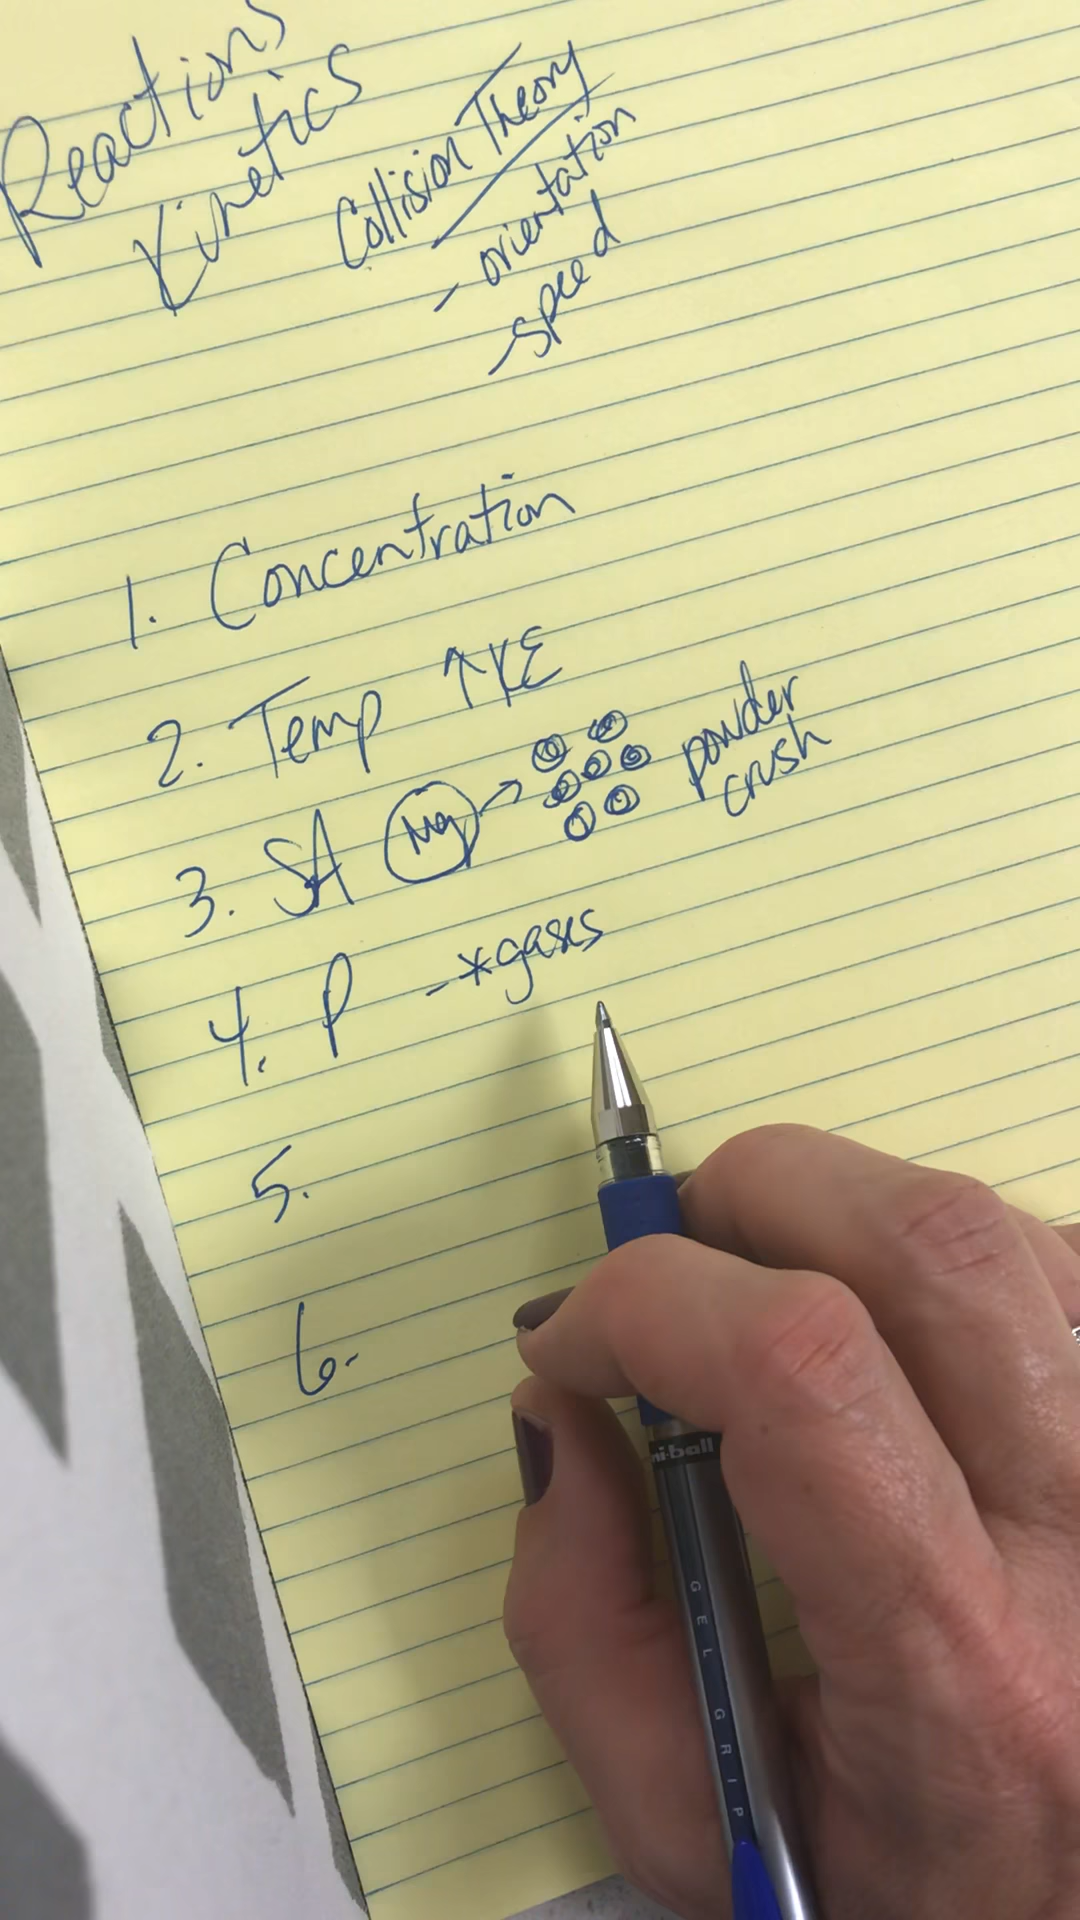 Reactions
Kinetics
Collision Theory
- orientation
- speed
1. Concentration
2. Temp ↑KE
3. SA Mg → powder
crush
4. P - *gases
5.
6.
ni-ball
GEL GRIP